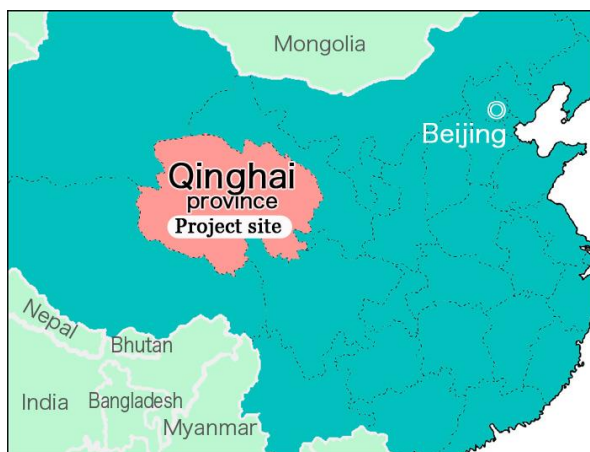 Mongolia
Beijing
Qinghai
province
Project site
Nepal
Bhutan
India
Bangladesh
Myanmar